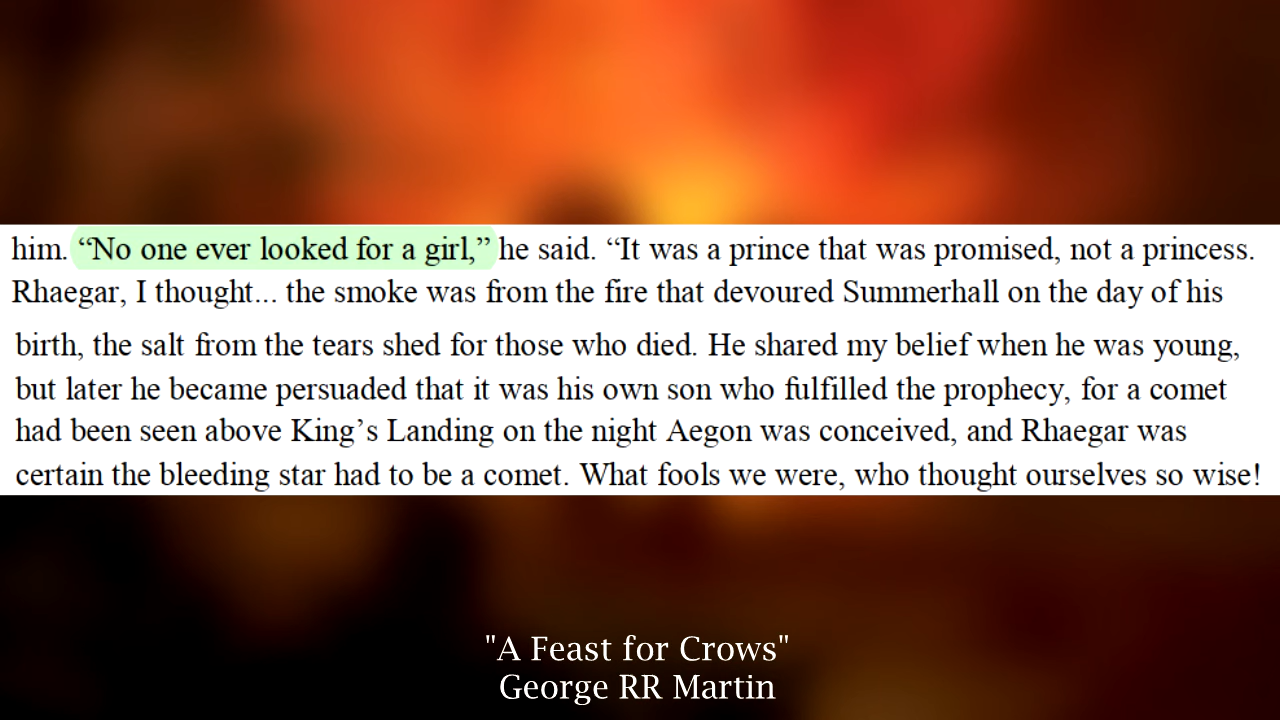 him. “No one ever looked for a girl,” he said. “It was a prince that was promised, not a princess.
Rhaegar, I thought... the smoke was from the fire that devoured Summerhall on the day of his
birth, the salt from the tears shed for those who died. He shared my belief when he was young,
but later he became persuaded that it was his own son who fulfilled the prophecy, for a comet
had been seen above King’s Landing on the night Aegon was conceived, and Rhaegar was
certain the bleeding star had to be a comet. What fools we were, who thought ourselves so wise!
"A Feast for Crows"
George RR Martin